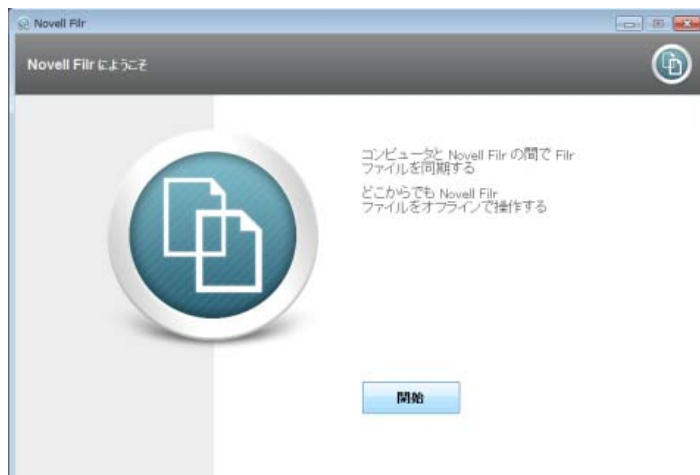 Novell Filr
Novell Filr にようこそ
コンピュータと Novell Filr の間で Filr
ファイルを同期する
どこからでも Novell Filr
ファイルをオフラインで操作する
開始